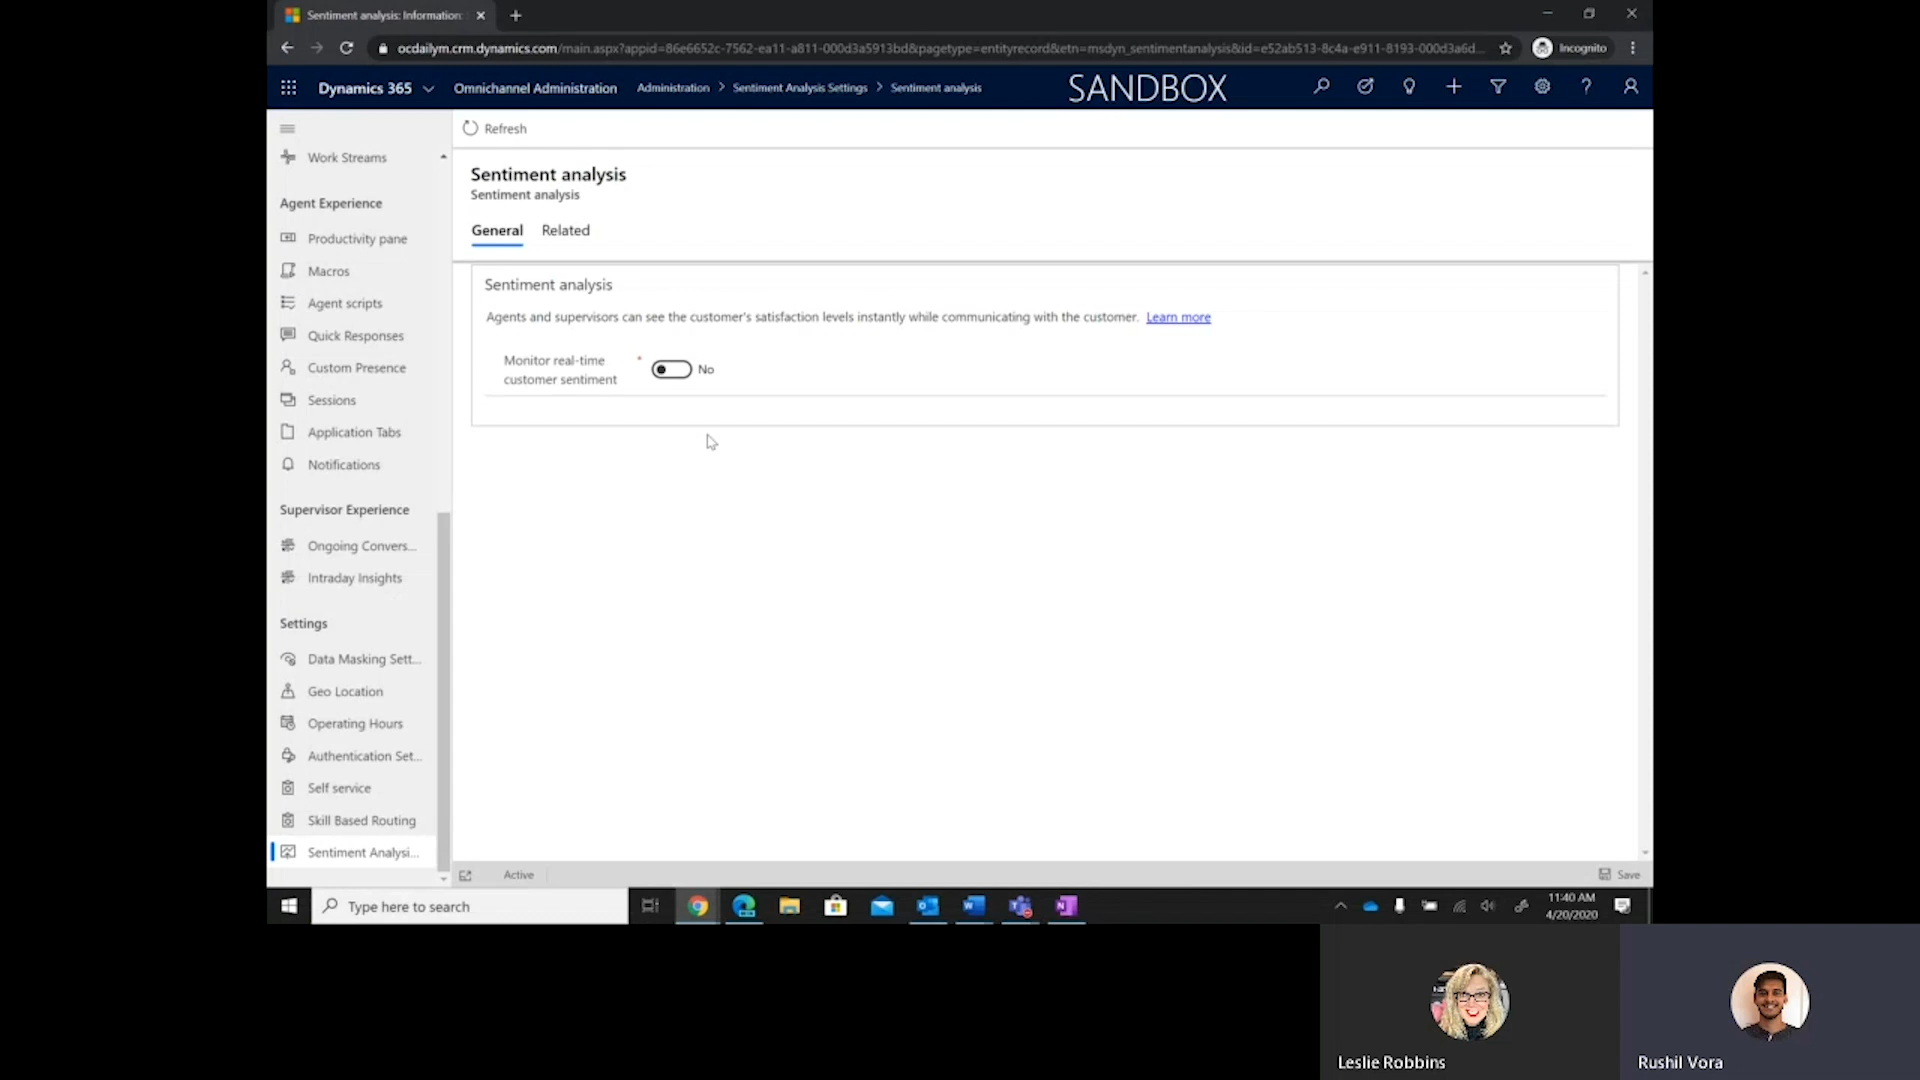 Sentiment analysis: Information:
ocdailym.crm.dynamics.com/main.aspx?appid=86e6652c-7562-ea11-a811-000d3a5913bd&pagetype=entityrecord&etn=msdyn_sentimentanalysis&id=e52ab513-8c4a-e911-8193-000d3a6d...
Incognito
Dynamics 365
Omnichannel Administration
Administration > Sentiment Analysis Settings > Sentiment analysis
SANDBOX
Refresh
Work Streams
Agent Experience
Productivity pane
Macros
Agent scripts
Quick Responses
Custom Presence
Sessions
Application Tabs
Notifications
Supervisor Experience
Ongoing Convers...
Intraday Insights
Settings
Data Masking Sett...
Geo Location
Operating Hours
Authentication Set...
Self service
Skill Based Routing
Sentiment Analysi...
Sentiment analysis
Sentiment analysis
General Related
Sentiment analysis
Agents and supervisors can see the customer's satisfaction levels instantly while communicating with the customer. Learn more
Monitor real-time
customer sentiment
* No
Active
Save
Type here to search
11:40 AM
4/20/2020
Leslie Robbins
Rushil Vora